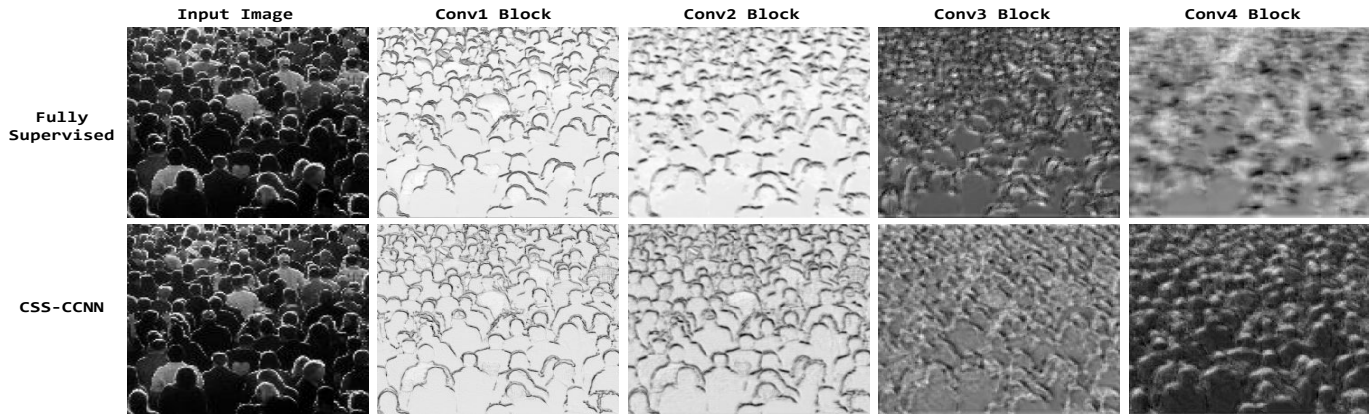 Input Image
Conv1 Block
Conv2 Block
Conv3 Block
Conv4 Block
Fully
Supervised
CSS-CCNN